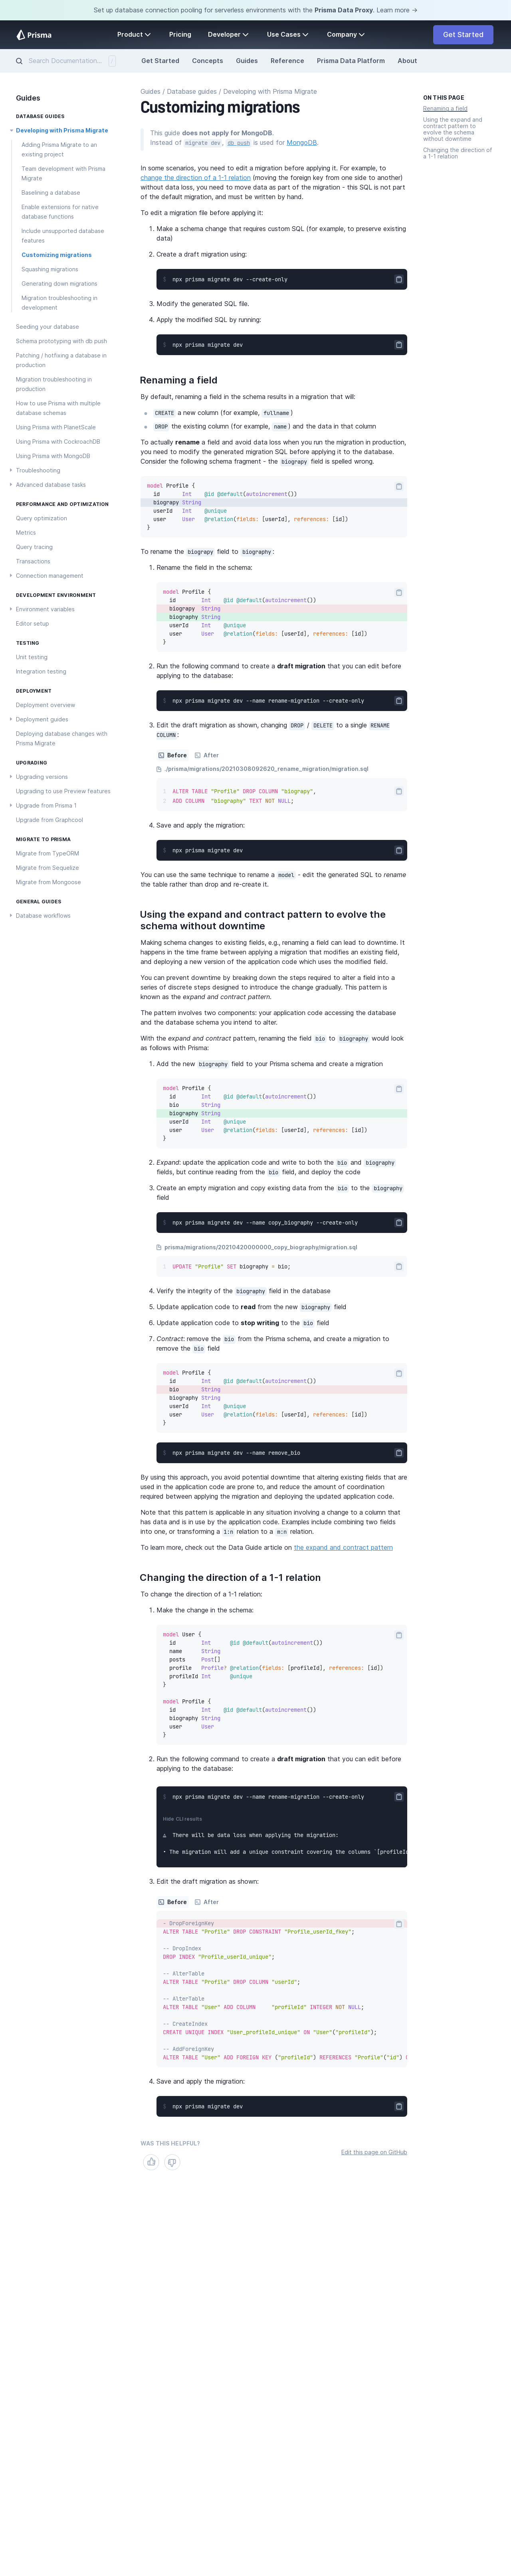 Set up database connection pooling for serverless environments with the Prisma Data Proxy. Learn more →
Prisma
Product
Pricing
Developer
Use Cases
Company
Get Started
Search Documentation... /
Get Started
Concepts
Guides
Reference
Prisma Data Platform
About
Guides
DATABASE GUIDES
Developing with Prisma Migrate
Adding Prisma Migrate to an
existing project
Team development with Prisma
Migrate
Baselining a database
Enable extensions for native
database functions
Include unsupported database
features
Customizing migrations
Squashing migrations
Generating down migrations
Migration troubleshooting in
development
Seeding your database
Schema prototyping with db push
Patching / hotfixing a database in
production
Migration troubleshooting in
production
How to use Prisma with multiple
database schemas
Using Prisma with PlanetScale
Using Prisma with CockroachDB
Using Prisma with MongoDB
Troubleshooting
Advanced database tasks
PERFORMANCE AND OPTIMIZATION
Query optimization
Metrics
Query tracing
Transactions
Connection management
DEVELOPMENT ENVIRONMENT
Environment variables
Editor setup
TESTING
Unit testing
Integration testing
DEPLOYMENT
Deployment overview
Deployment guides
Deploying database changes with
Prisma Migrate
UPGRADING
Upgrading versions
Upgrading to use Preview features
Upgrade from Prisma 1
Upgrade from Graphcool
MIGRATE TO PRISMA
Migrate from TypeORM
Migrate from Sequelize
Migrate from Mongoose
GENERAL GUIDES
Database workflows
Guides / Database guides / Developing with Prisma Migrate
Customizing migrations
This guide does not apply for MongoDB.
Instead of migrate dev, db push is used for MongoDB.
In some scenarios, you need to edit a migration before applying it. For example, to
change the direction of a 1-1 relation (moving the foreign key from one side to another)
without data loss, you need to move data as part of the migration - this SQL is not part
of the default migration, and must be written by hand.
To edit a migration file before applying it:
1. Make a schema change that requires custom SQL (for example, to preserve existing
data)
2. Create a draft migration using:
npx prisma migrate dev --create-only
3. Modify the generated SQL file.
4. Apply the modified SQL by running:
npx prisma migrate dev
Renaming a field
By default, renaming a field in the schema results in a migration that will:
CREATE a new column (for example, fullname)
DROP the existing column (for example, name) and the data in that column
To actually rename a field and avoid data loss when you run the migration in production,
you must to modify the generated migration SQL before applying it to the database.
Consider the following schema fragment - the biograpy field is spelled wrong.
model Profile {
id Int @id @default(autoincrement())
biograpy String
userId Int @unique
user User @relation(fields: [userId], references: [id])
}
To rename the biograpy field to biography:
1. Rename the field in the schema:
model Profile {
id Int @id @default(autoincrement())
biograpy String
biography String
userId Int @unique
user User @relation(fields: [userId], references: [id])
}
2. Run the following command to create a draft migration that you can edit before
applying to the database:
npx prisma migrate dev --name rename-migration --create-only
3. Edit the draft migration as shown, changing DROP / DELETE to a single RENAME
COLUMN:
Before After
./prisma/migrations/20210308092620_rename_migration/migration.sql
1 ALTER TABLE "Profile" DROP COLUMN "biograpy",
2 ADD COLUMN "biography" TEXT NOT NULL;
4. Save and apply the migration:
npx prisma migrate dev
You can use the same technique to rename a model - edit the generated SQL to rename
the table rather than drop and re-create it.
Using the expand and contract pattern to evolve the
schema without downtime
Making schema changes to existing fields, e.g., renaming a field can lead to downtime. It
happens in the time frame between applying a migration that modifies an existing field,
and deploying a new version of the application code which uses the modified field.
You can prevent downtime by breaking down the steps required to alter a field into a
series of discrete steps designed to introduce the change gradually. This pattern is
known as the expand and contract pattern.
The pattern involves two components: your application code accessing the database
and the database schema you intend to alter.
With the expand and contract pattern, renaming the field bio to biography would look
as follows with Prisma:
1. Add the new biography field to your Prisma schema and create a migration
model Profile {
id Int @id @default(autoincrement())
bio String
biography String
userId Int @unique
user User @relation(fields: [userId], references: [id])
}
2. Expand: update the application code and write to both the bio and biography
fields, but continue reading from the bio field, and deploy the code
3. Create an empty migration and copy existing data from the bio to the biography
field
npx prisma migrate dev --name copy_biography --create-only
prisma/migrations/20210420000000_copy_biography/migration.sql
1 UPDATE "Profile" SET biography = bio;
4. Verify the integrity of the biography field in the database
5. Update application code to read from the new biography field
6. Update application code to stop writing to the bio field
7. Contract: remove the bio from the Prisma schema, and create a migration to
remove the bio field
model Profile {
id Int @id @default(autoincrement())
bio String
biography String
userId Int @unique
user User @relation(fields: [userId], references: [id])
}
npx prisma migrate dev --name remove_bio
By using this approach, you avoid potential downtime that altering existing fields that are
used in the application code are prone to, and reduce the amount of coordination
required between applying the migration and deploying the updated application code.
Note that this pattern is applicable in any situation involving a change to a column that
has data and is in use by the application code. Examples include combining two fields
into one, or transforming a 1:n relation to a m:n relation.
To learn more, check out the Data Guide article on the expand and contract pattern
Changing the direction of a 1-1 relation
To change the direction of a 1-1 relation:
1. Make the change in the schema:
model User {
id Int @id @default(autoincrement())
name String
posts Post[]
profile Profile? @relation(fields: [profileId], references: [id])
profileId Int @unique
}
model Profile {
id Int @id @default(autoincrement())
biography String
user User
}
2. Run the following command to create a draft migration that you can edit before
applying to the database:
npx prisma migrate dev --name rename-migration --create-only
Hide CLI results
⚠ There will be data loss when applying the migration:
• The migration will add a unique constraint covering the columns `[profileId
3. Edit the draft migration as shown:
Before After
-- DropForeignKey
ALTER TABLE "Profile" DROP CONSTRAINT "Profile_userId_fkey";
-- DropIndex
DROP INDEX "Profile_userId_unique";
-- AlterTable
ALTER TABLE "Profile" DROP COLUMN "userId";
-- AlterTable
ALTER TABLE "User" ADD COLUMN "profileId" INTEGER NOT NULL;
-- CreateIndex
CREATE UNIQUE INDEX "User_profileId_unique" ON "User"("profileId");
-- AddForeignKey
ALTER TABLE "User" ADD FOREIGN KEY ("profileId") REFERENCES "Profile"("id")
4. Save and apply the migration:
npx prisma migrate dev
WAS THIS HELPFUL?
Edit this page on GitHub
ON THIS PAGE
Renaming a field
Using the expand and
contract pattern to
evolve the schema
without downtime
Changing the direction of
a 1-1 relation